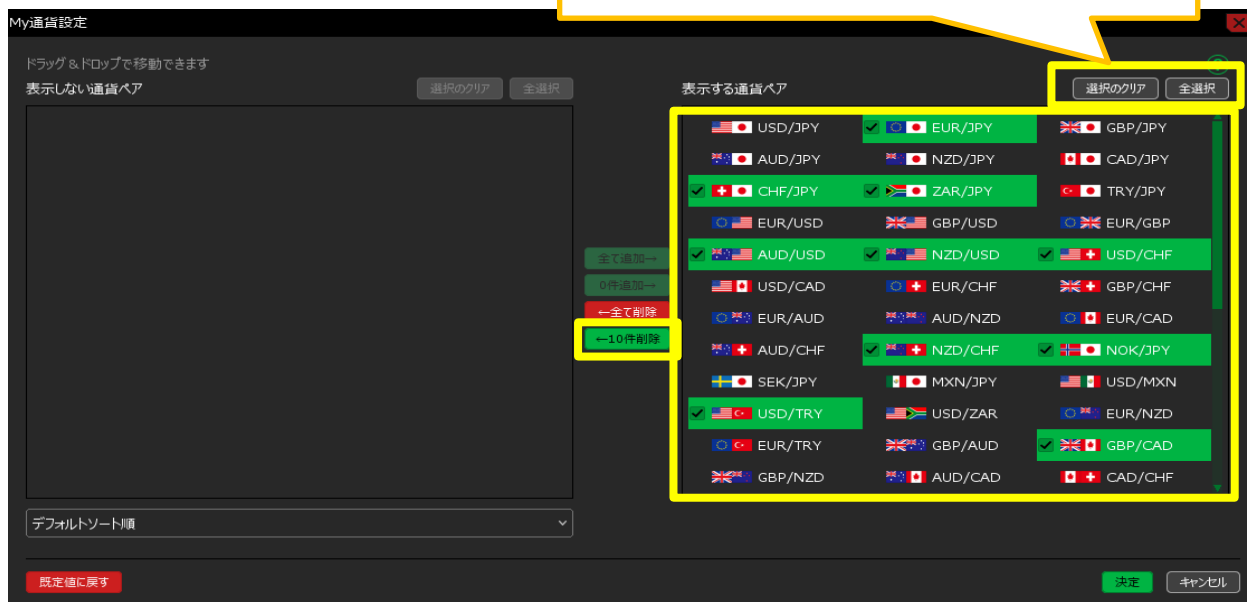 My通貨設定
ドラッグ&ドロップで移動できます
表示しない通貨ペア 選択のクリア 全選択
表示する通貨ペア 選択のクリア 全選択
USD/JPY EUR/JPY GBP/JPY
AUD/JPY NZD/JPY CAD/JPY
CHF/JPY ZAR/JPY TRY/JPY
EUR/USD GBP/USD EUR/GBP
AUD/USD NZD/USD USD/CHF
USD/CAD EUR/CHF GBP/CHF
EUR/AUD AUD/NZD EUR/CAD
AUD/CHF NZD/CHF NOK/JPY
SEK/JPY MXN/JPY USD/MXN
USD/TRY USD/ZAR EUR/NZD
EUR/TRY GBP/AUD GBP/CAD
GBP/NZD AUD/CAD CAD/CHF
全て追加→
0件追加→
←全て削除
←10件削除
デフォルトソート順
既定値に戻す
決定 キャンセル